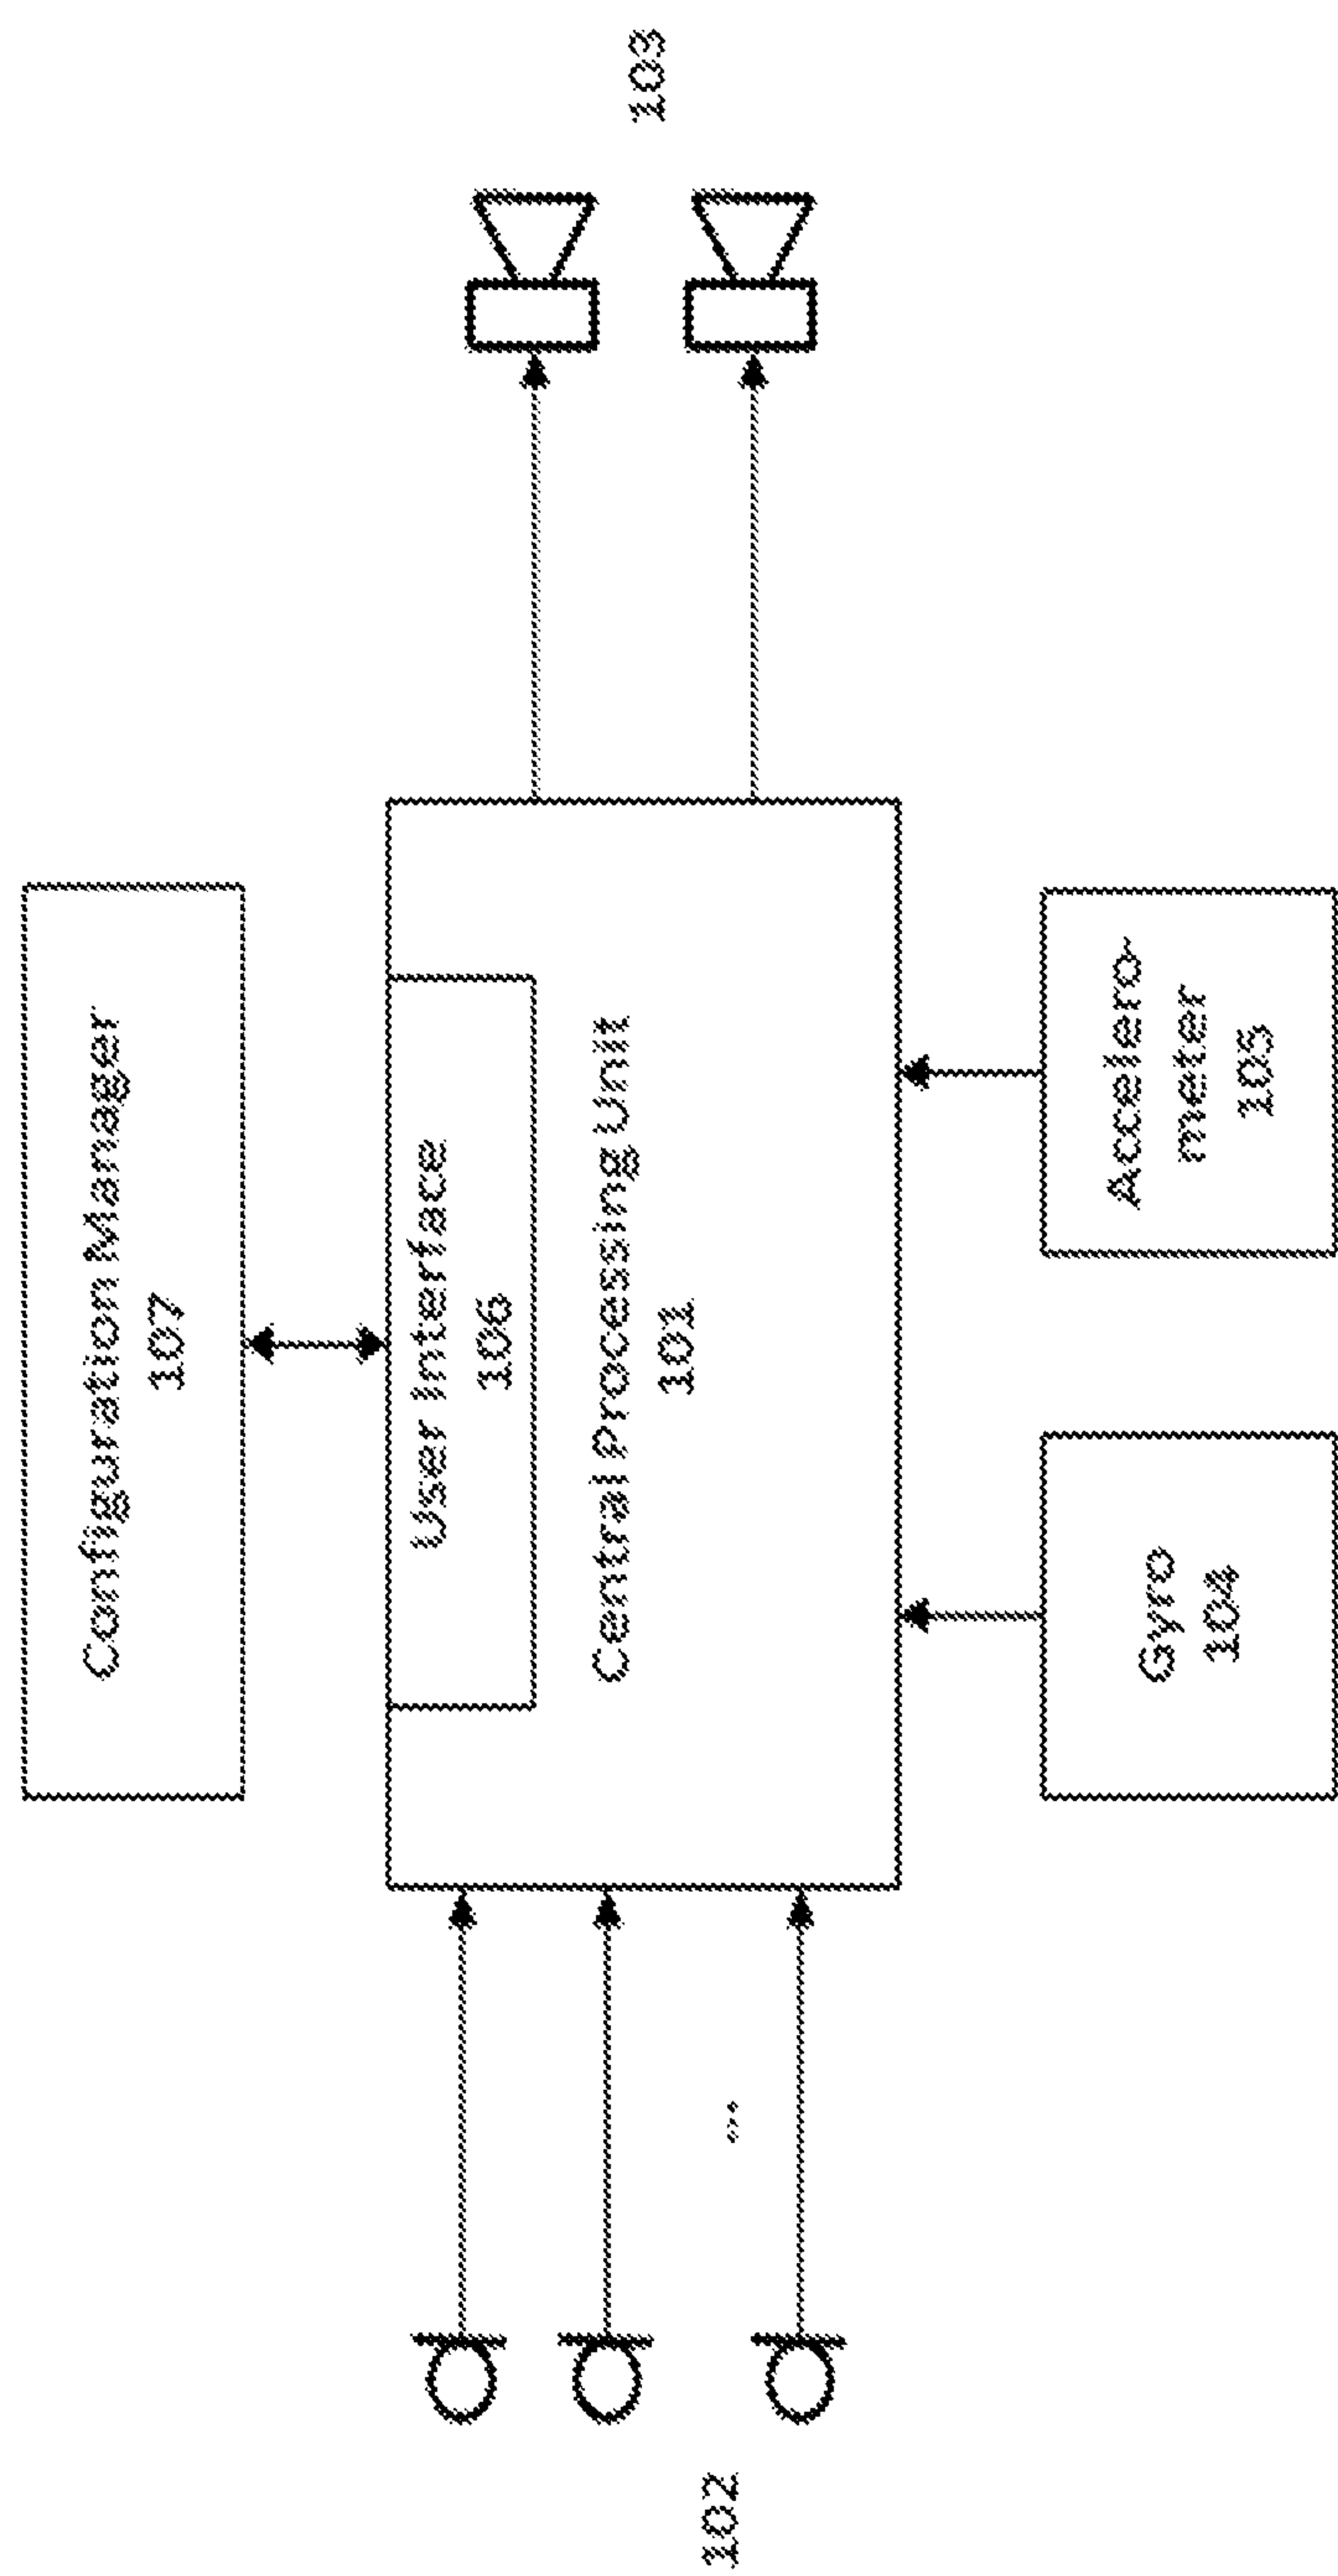 Configuration Manager
107
User Interface
106
Central Processing Unit
101
102
...
103
Gyro
104
Accelero
meter
105